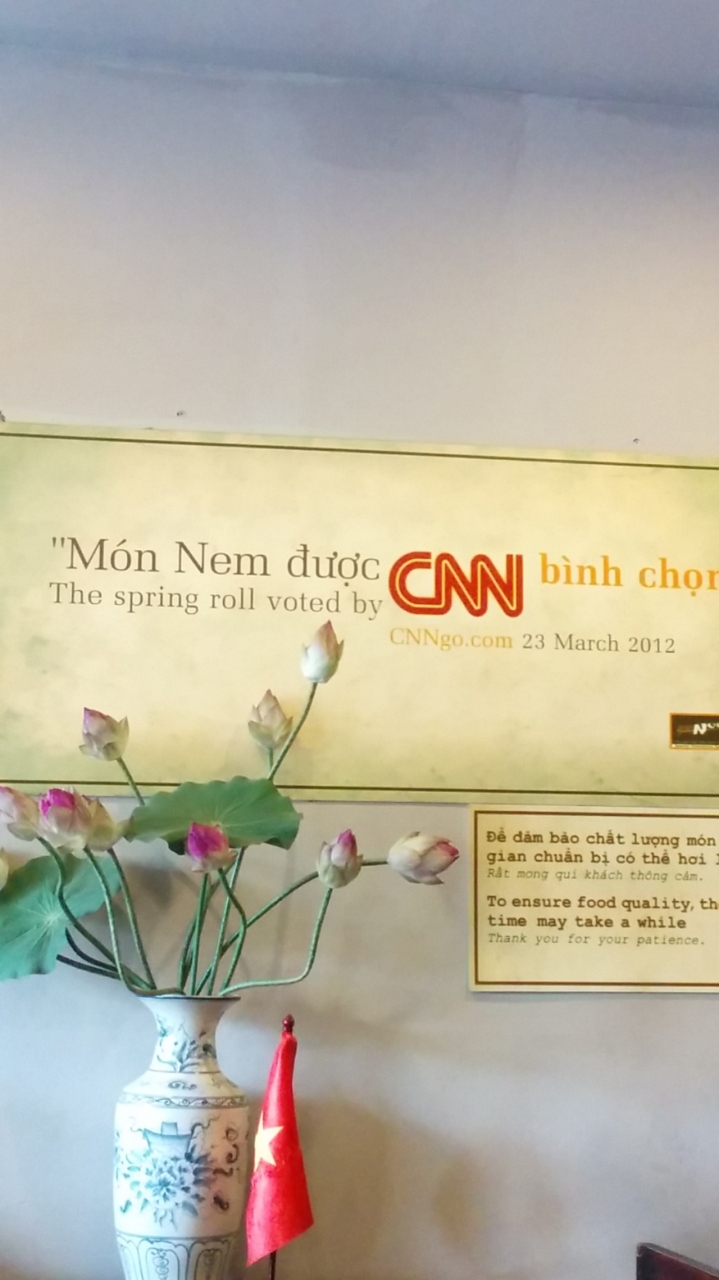 "Món Nem được CNN bình chọn
The spring roll voted by
CNNgo.com 23 March 2012
Để đảm bảo chất lượng món
gian chuẩn bị có thể hơi
Rất mong quí khách thông cảm.
To ensure food quality, th
time may take a while
Thank you for your patience.